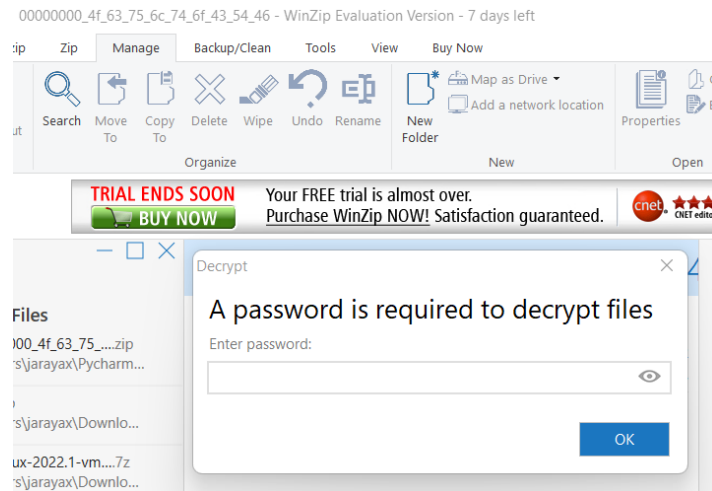 00000000_4f_63_75_6c_74_6f_43_54_46 - WinZip Evaluation Version - 7 days left
zip Zip Manage Backup/Clean Tools View Buy Now
Search
Move To
Copy To
Delete
Wipe
Undo
Rename
Organize
New Folder
Map as Drive
Add a network location
New
Properties
Open
TRIAL ENDS SOON
BUY NOW
Your FREE trial is almost over.
Purchase WinZip NOW! Satisfaction guaranteed.
cnet
CNET edito
Files
000_4f_63_75_....zip
rs\jarayax\Pycharm...
rs\jarayax\Downlo...
ux-2022.1-vm....7z
rs\jarayax\Downlo...
Decrypt
A password is required to decrypt files
Enter password:
OK